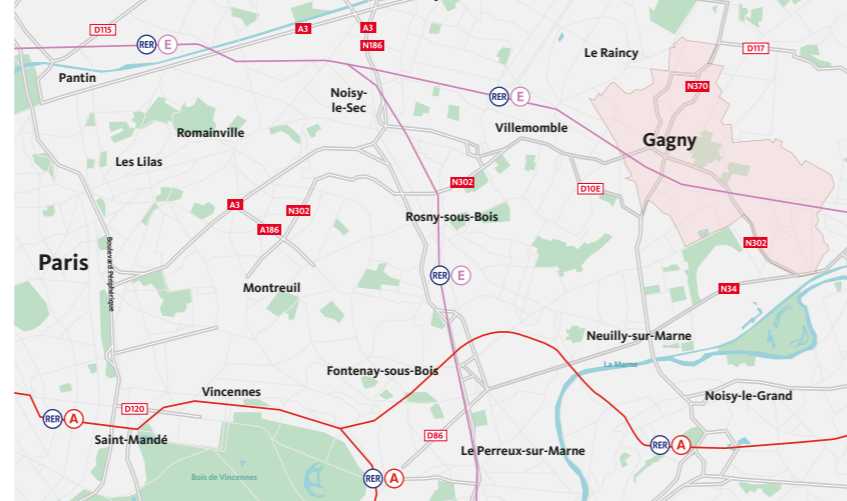 A3
A3
D115
RER E
N186
Le Raincy
D117
Pantin
N370
Noisy-
le-Sec
RER E
Romainville
Villemomble
Gagny
Les Lilas
N302
D10E
A3
N302
Rosny-sous-Bois
A186
N302
Boulevard Périphérique
Paris
RER E
Montreuil
N34
Neuilly-sur-Marne
La Marne
Fontenay-sous-Bois
Vincennes
Noisy-le-Grand
D120
RER A
Saint-Mandé
D86
RER A
Le Perreux-sur-Marne
Bois de Vincennes
RER A